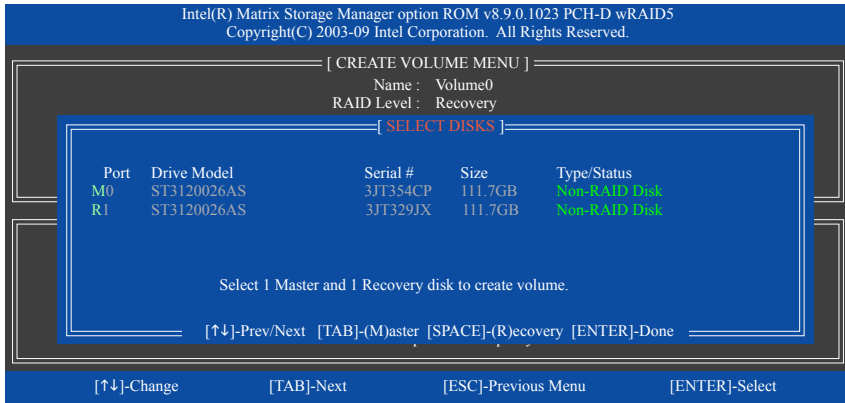 Intel(R) Matrix Storage Manager option ROM v8.9.0.1023 PCH-D wRAID5
Copyright(C) 2003-09 Intel Corporation. All Rights Reserved.
[ CREATE VOLUME MENU ]
Name : Volume0
RAID Level : Recovery
[ SELECT DISKS ]
Port Drive Model Serial # Size Type/Status
M0 ST3120026AS 3JT354CP 111.7GB Non-RAID Disk
R1 ST3120026AS 3JT329JX 111.7GB Non-RAID Disk
Select 1 Master and 1 Recovery disk to create volume.
[↑↓]-Prev/Next [TAB]-(M)aster [SPACE]-(R)ecovery [ENTER]-Done
[↑↓]-Change [TAB]-Next [ESC]-Previous Menu [ENTER]-Select